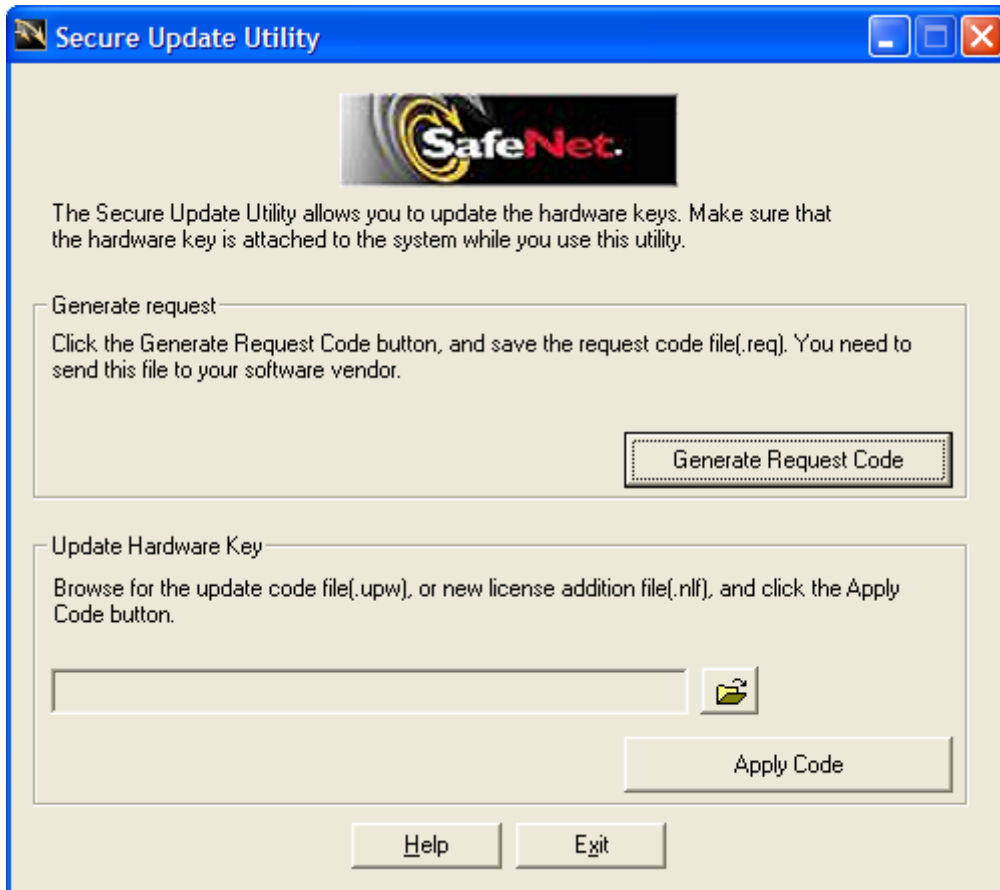 Secure Update Utility
SafeNet.
The Secure Update Utility allows you to update the hardware keys. Make sure that
the hardware key is attached to the system while you use this utility.
Generate request
Click the Generate Request Code button, and save the request code file(.req). You need to
send this file to your software vendor.
Generate Request Code
Update Hardware Key
Browse for the update code file(.upw), or new license addition file(.nlf), and click the Apply
Code button.
Apply Code
Help
Exit